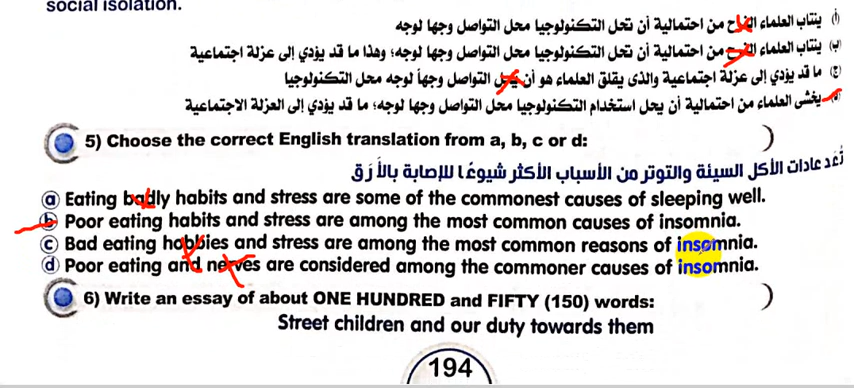 social isolation.
(أ) ينتاب العلماء الفرح من احتمالية أن تحل التكنولوجيا محل التواصل وجها لوجه
(ب) ينتاب العلماء الفرح من احتمالية أن تحل التكنولوجيا محل التواصل وجها لوجه؛ وهذا ما قد يؤدي إلى عزلة اجتماعية
(ج) ما قد يؤدي إلى عزلة اجتماعية والذى يقلق العلماء هو أن يحل التواصل وجهاً لوجه محل التكنولوجيا
يخشى العلماء من احتمالية أن يحل استخدام التكنولوجيا محل التواصل وجها لوجه؛ ما قد يؤدي إلى العزلة الاجتماعية
5) Choose the correct English translation from a, b, c or d: )
تُعَد عادات الأكل السيئة والتوتر من الأسباب الأكثر شيوعًا للإصابة بالأَرَق
ⓐ Eating badly habits and stress are some of the commonest causes of sleeping well.
ⓑ Poor eating habits and stress are among the most common causes of insomnia.
ⓒ Bad eating hobbies and stress are among the most common reasons of insomnia.
ⓓ Poor eating and nerves are considered among the commoner causes of insomnia.
6) Write an essay of about ONE HUNDRED and FIFTY (150) words: )
Street children and our duty towards them
194